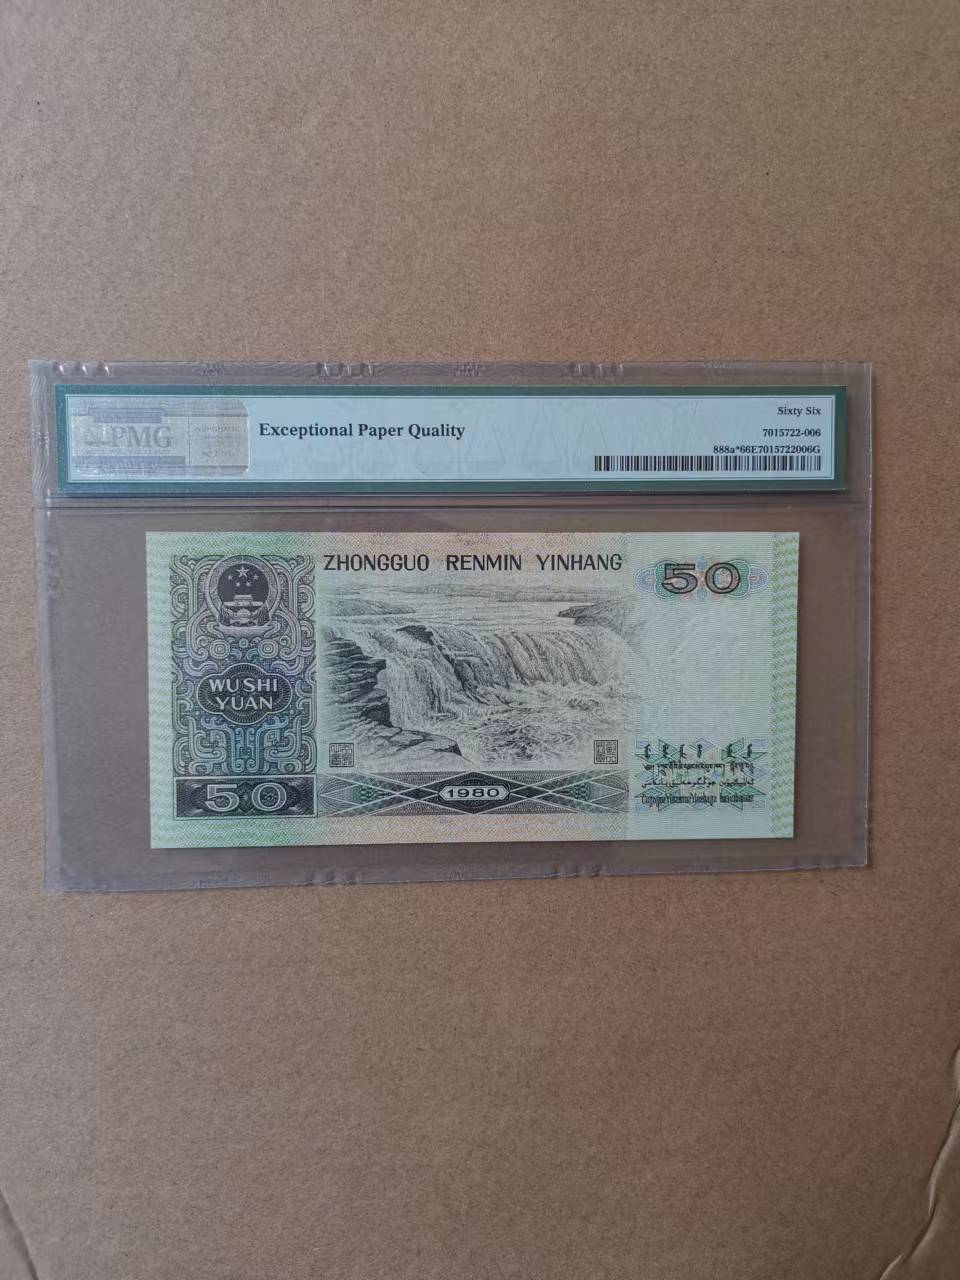 PMG
Exceptional Paper Quality
Sixty Six
7015722-006
888a*66E7015722006G
ZHONGGUO RENMIN YINHANG
50
WU SHI
YUAN
50
1980